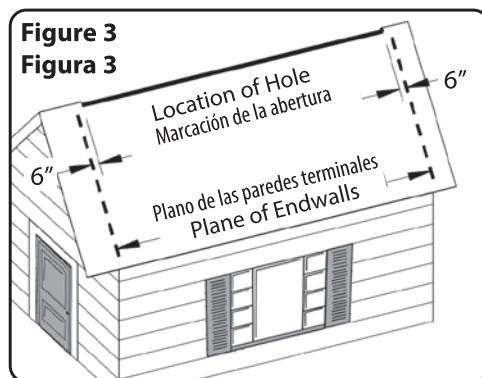 Figure 3
Figura 3
Location of Hole
Marcación de la abertura
6”
6”
Plano de las paredes terminales
Plane of Endwalls